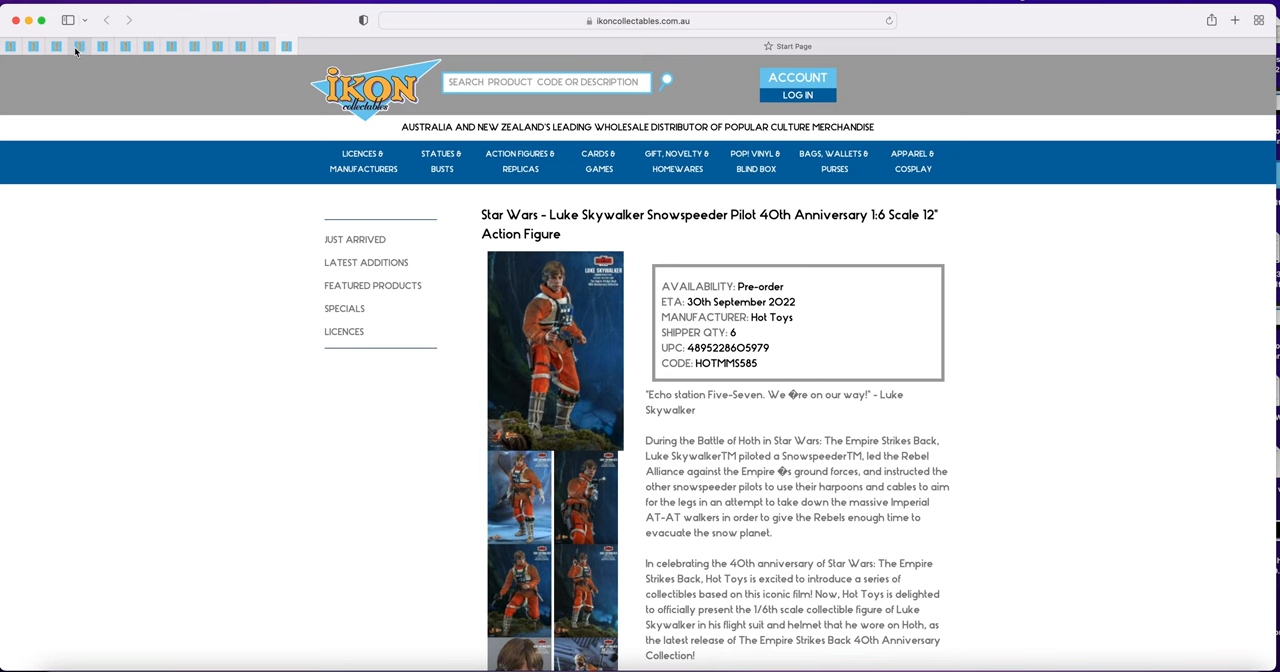 ikoncollectables.com.au
Start Page
iKON
collectables
SEARCH PRODUCT CODE OR DESCRIPTION
ACCOUNT
LOG IN
AUSTRALIA AND NEW ZEALAND'S LEADING WHOLESALE DISTRIBUTOR OF POPULAR CULTURE MERCHANDISE
LICENCES &
MANUFACTURERS
STATUES &
BUSTS
ACTION FIGURES &
REPLICAS
CARDS &
GAMES
GIFT, NOVELTY &
HOMEWARES
POP! VINYL &
BLIND BOX
BAGS, WALLETS &
PURSES
APPAREL &
COSPLAY
JUST ARRIVED
LATEST ADDITIONS
FEATURED PRODUCTS
SPECIALS
LICENCES
Star Wars - Luke Skywalker Snowspeeder Pilot 40th Anniversary 1:6 Scale 12"
Action Figure
LUKE SKYWALKER
AVAILABILITY: Pre-order
ETA: 30th September 2022
MANUFACTURER: Hot Toys
SHIPPER QTY: 6
UPC: 4895228605979
CODE: HOTMMS585
"Echo station Five-Seven. We �re on our way!" - Luke
Skywalker
During the Battle of Hoth in Star Wars: The Empire Strikes Back,
Luke SkywalkerTM piloted a SnowspeederTM, led the Rebel
Alliance against the Empire �s ground forces, and instructed the
other snowspeeder pilots to use their harpoons and cables to aim
for the legs in an attempt to take down the massive Imperial
AT-AT walkers in order to give the Rebels enough time to
evacuate the snow planet.
In celebrating the 40th anniversary of Star Wars: The Empire
Strikes Back, Hot Toys is excited to introduce a series of
collectibles based on this iconic film! Now, Hot Toys is delighted
to officially present the 1/6th scale collectible figure of Luke
Skywalker in his flight suit and helmet that he wore on Hoth, as
the latest release of The Empire Strikes Back 40th Anniversary
Collection!